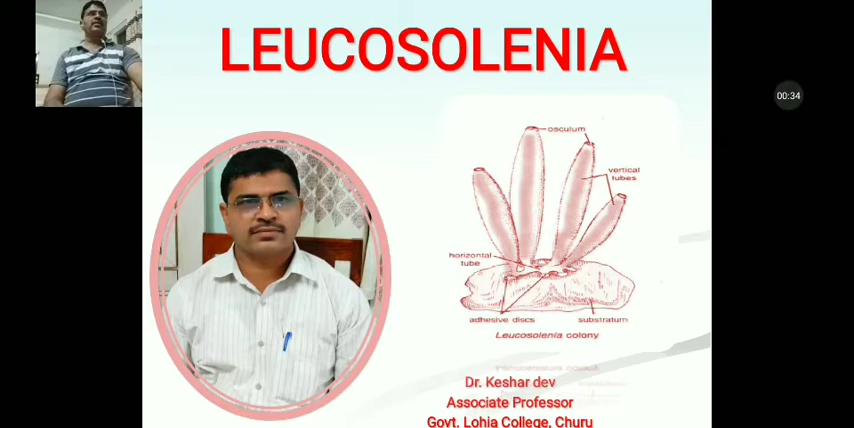 LEUCOSOLENIA
00:34
osculum
vertical
tubes
horizontal
tube
adhesive discs
substratum
Leucosolenia colony
Dr. Keshar dev
Associate Professor
Govt. Lohia College, Churu